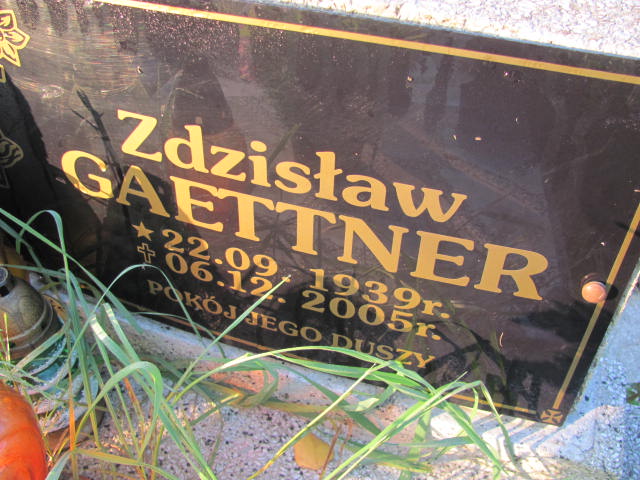 Zdzisław
GAETTNER
★ 22.09 1939r.
✝ 06.12. 2005r.
POKÓJ JEGO DUSZY